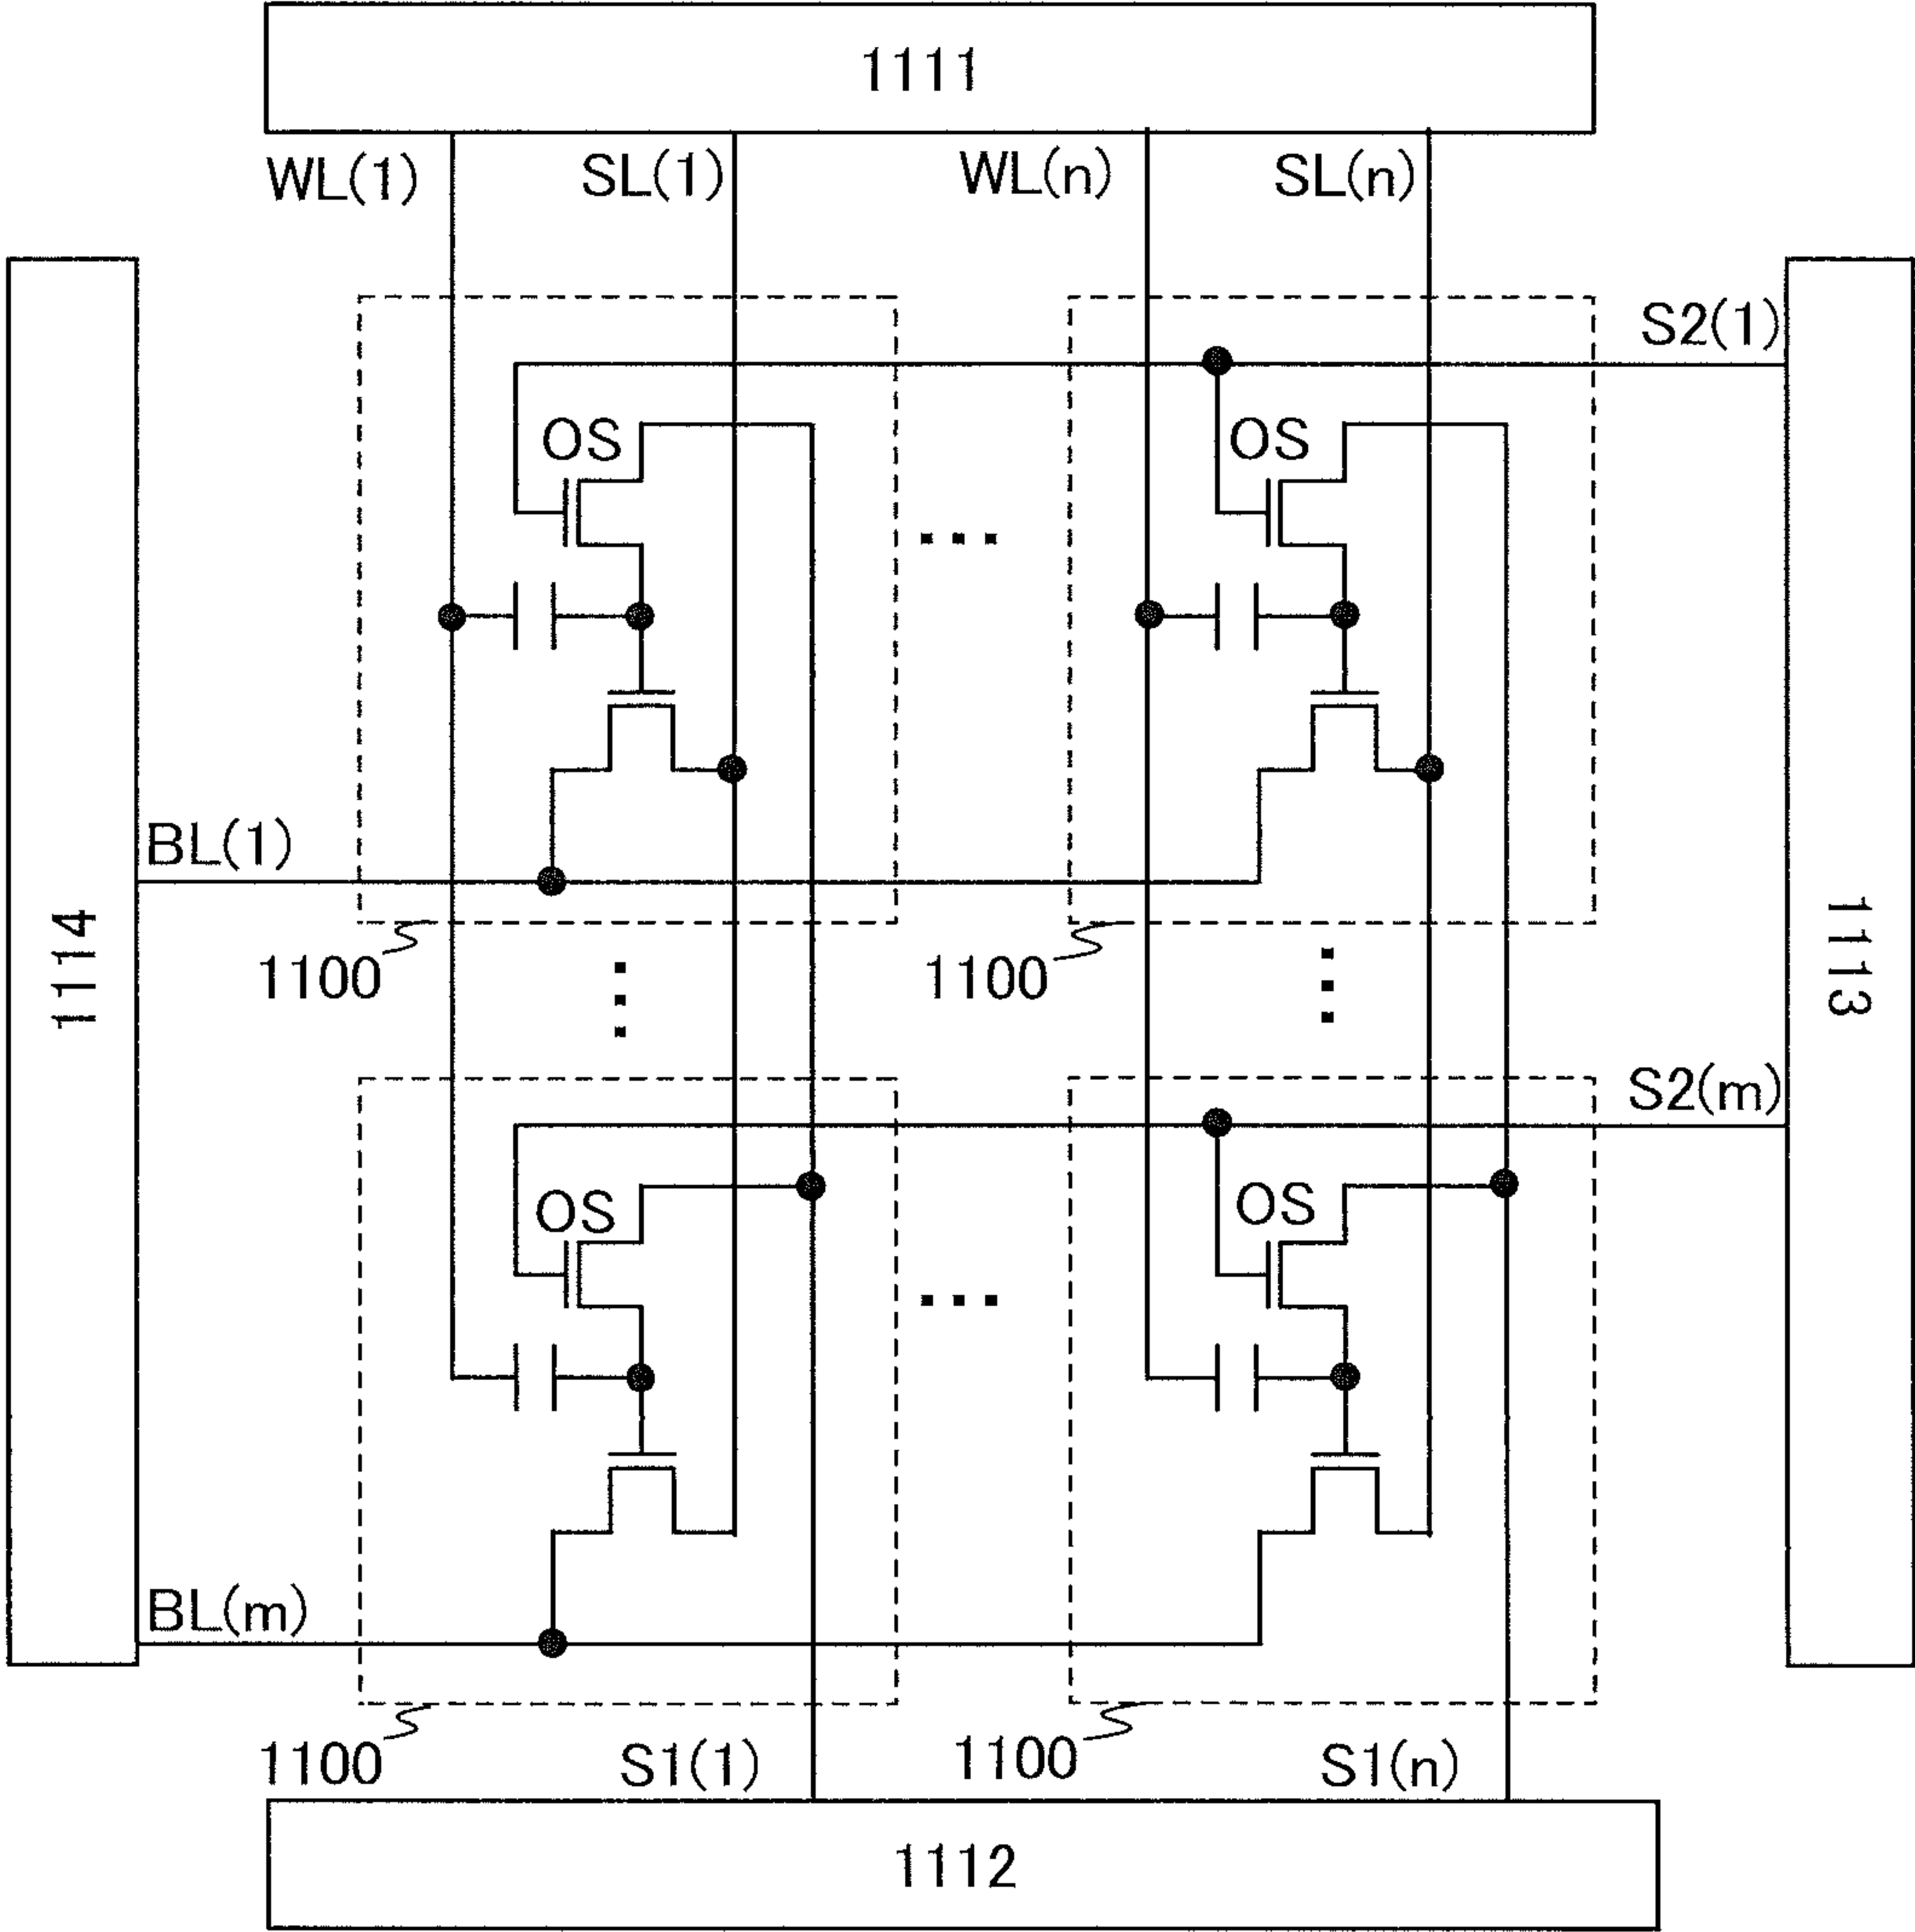 1111
WL(1)
SL(1)
WL(n)
SL(n)
S2(1)
OS
OS
BL(1)
1114
1113
1100
1100
S2(m)
OS
OS
BL(m)
1100
S1(1)
1100
S1(n)
1112